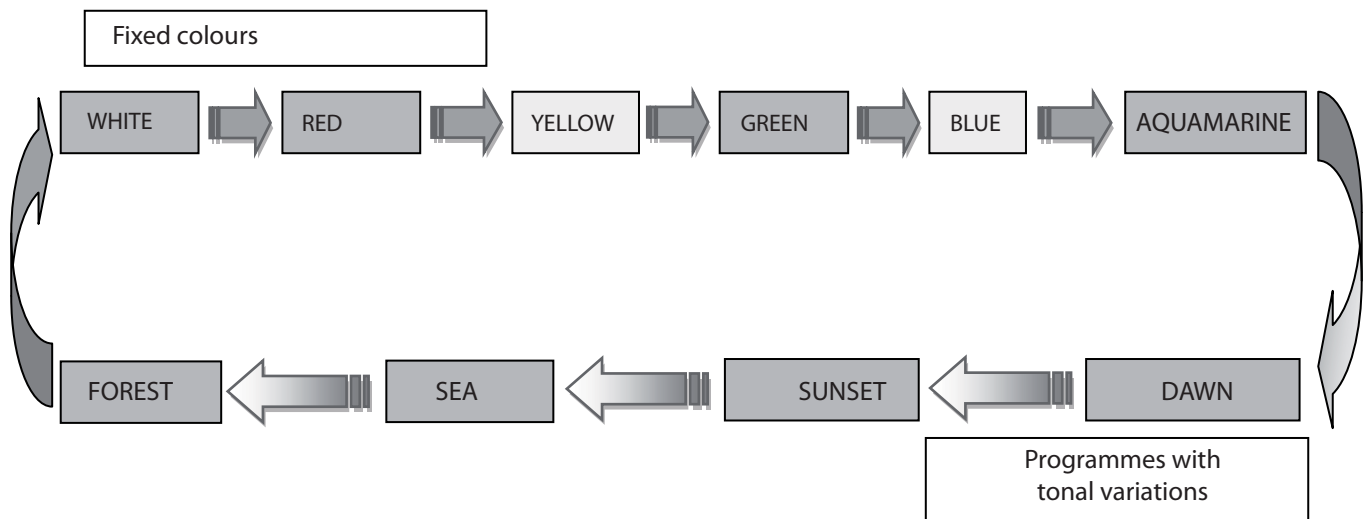 Fixed colours
WHITE
RED
YELLOW
GREEN
BLUE
AQUAMARINE
FOREST
SEA
SUNSET
DAWN
Programmes with
tonal variations